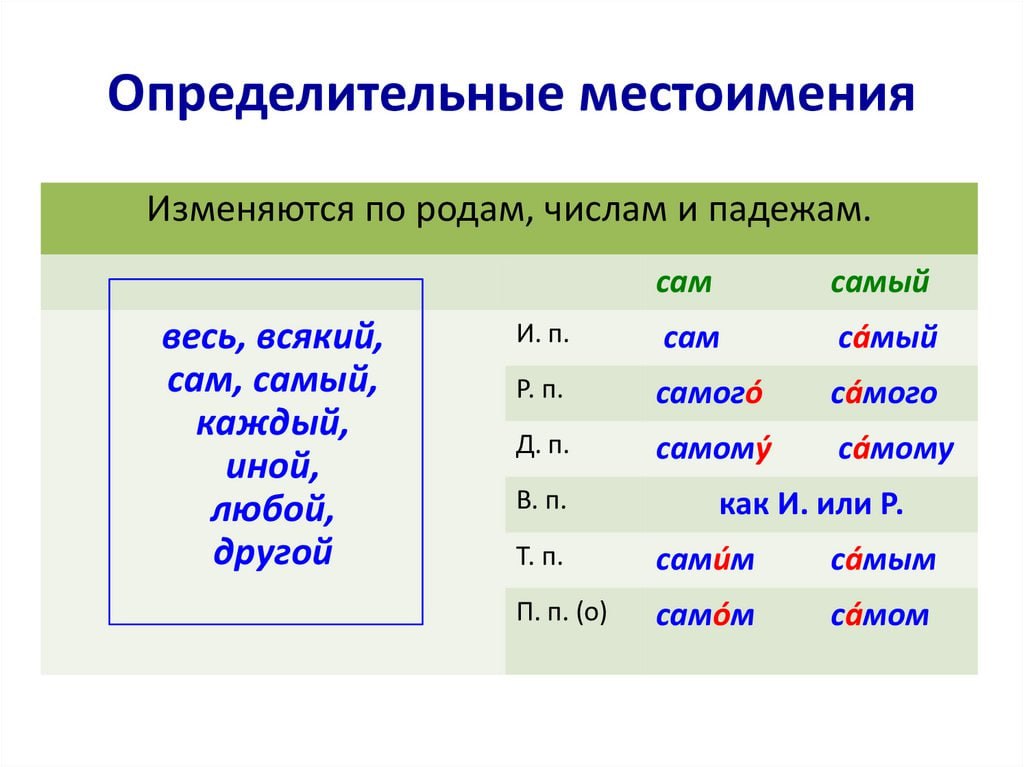 Определительные местоимения
Изменяются по родам, числам и падежам.
сам самый
весь, всякий,
сам, самый,
каждый,
иной,
любой,
другой
И. п. сам са́мый
Р. п. самого́ са́мого
Д. п. самому́ са́мому
В. п. как И. или Р.
Т. п. сами́м са́мым
П. п. (о) само́м са́мом